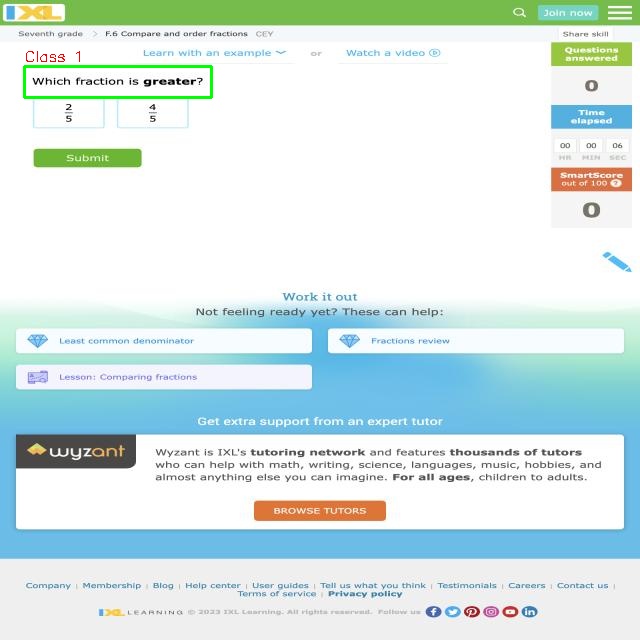 IXL
Join now
Seventh grade > F.6 Compare and order fractions CEY
Share skill
Class 1
Learn with an example or Watch a video
Which fraction is greater?
2/5
4/5
Submit
Questions answered
0
Time elapsed
00 00 06
HR MIN SEC
SmartScore
out of 100 ?
0
Work it out
Not feeling ready yet? These can help:
Least common denominator
Fractions review
Lesson: Comparing fractions
Get extra support from an expert tutor
wyzant
Wyzant is IXL's tutoring network and features thousands of tutors
who can help with math, writing, science, languages, music, hobbies, and
almost anything else you can imagine. For all ages, children to adults.
BROWSE TUTORS
Company | Membership | Blog | Help center | User guides | Tell us what you think | Testimonials | Careers | Contact us |
Terms of service | Privacy policy
IXL LEARNING © 2023 IXL Learning. All rights reserved. Follow us